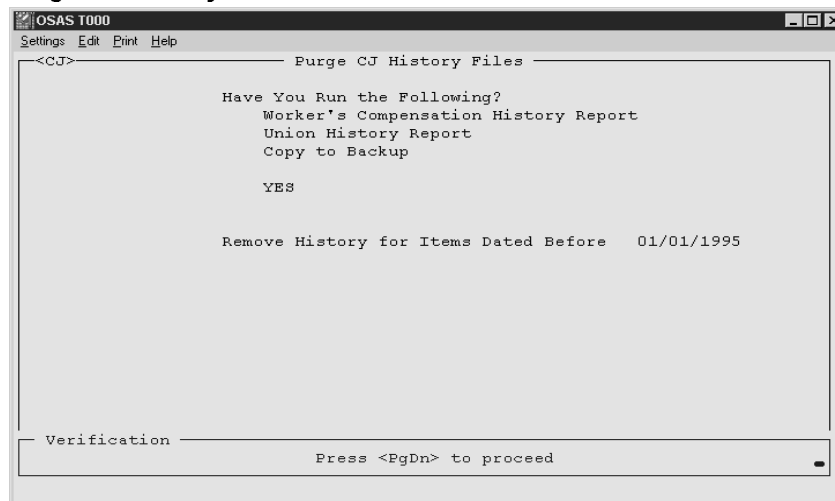 OSAS T000
Settings Edit Print Help
<CJ> Purge CJ History Files
Have You Run the Following?
Worker's Compensation History Report
Union History Report
Copy to Backup
YES
Remove History for Items Dated Before 01/01/1995
Verification
Press <PgDn> to proceed